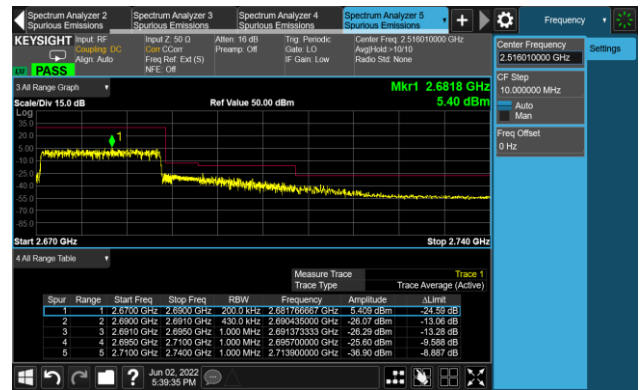 Spectrum Analyzer 2
Spurious Emissions
Spectrum Analyzer 3
Spurious Emissions
Spectrum Analyzer 4
Spurious Emissions
Spectrum Analyzer 5
Spurious Emissions
Frequency
KEYSIGHT
Input: RF
Coupling: DC
Align: Auto
Input Z: 50 Ω
Corr CCorr
Freq Ref: Ext (S)
NFE: Off
Atten: 16 dB
Preamp: Off
Trig: Periodic
Gate: LO
IF Gain: Low
Center Freq: 2.516010000 GHz
Avg|Hold:>10/10
Radio Std: None
PASS
Center Frequency
2.516010000 GHz
Settings
CF Step
10.000000 MHz
Auto
Man
Freq Offset
0 Hz
3 All Range Graph
Mkr1 2.6818 GHz
Scale/Div 15.0 dB
Ref Value 50.00 dBm
5.40 dBm
Log
35.0
20.0
5.00
-10.0
-25.0
-40.0
-55.0
-70.0
-85.0
1
Start 2.670 GHz
Stop 2.740 GHz
4 All Range Table
Measure Trace Trace 1
Trace Type Trace Average (Active)
Spur Range Start Freq Stop Freq RBW Frequency Amplitude ΔLimit
1 1 2.6700 GHz 2.6900 GHz 200.0 kHz 2.681766667 GHz 5.409 dBm -24.59 dB
2 2 2.6900 GHz 2.6910 GHz 430.0 kHz 2.690435000 GHz -26.07 dBm -13.06 dB
3 3 2.6910 GHz 2.6950 GHz 1.000 MHz 2.691373333 GHz -26.29 dBm -13.28 dB
4 4 2.6950 GHz 2.7100 GHz 1.000 MHz 2.695700000 GHz -25.60 dBm -9.588 dB
5 5 2.7100 GHz 2.7400 GHz 1.000 MHz 2.713900000 GHz -36.90 dBm -8.887 dB
Jun 02, 2022
5:39:35 PM